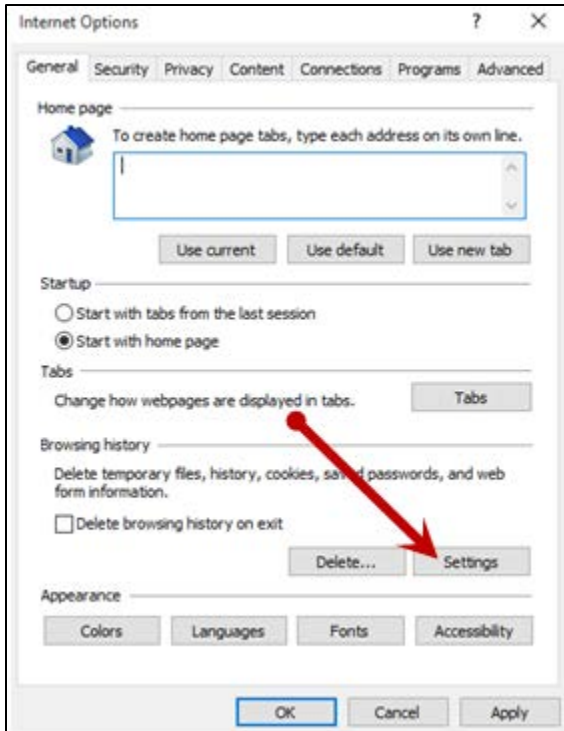 Internet Options ? ×
General Security Privacy Content Connections Programs Advanced
Home page
To create home page tabs, type each address on its own line.
Use current Use default Use new tab
Startup
Start with tabs from the last session
Start with home page
Tabs
Change how webpages are displayed in tabs. Tabs
Browsing history
Delete temporary files, history, cookies, saved passwords, and web
form information.
Delete browsing history on exit
Delete... Settings
Appearance
Colors Languages Fonts Accessibility
OK Cancel Apply